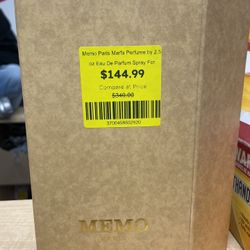 Memo Paris Marfa Perfume by 2.5
oz Eau De Parfum Spray For
$144.99
Compare at Price
$340.00
MEMO